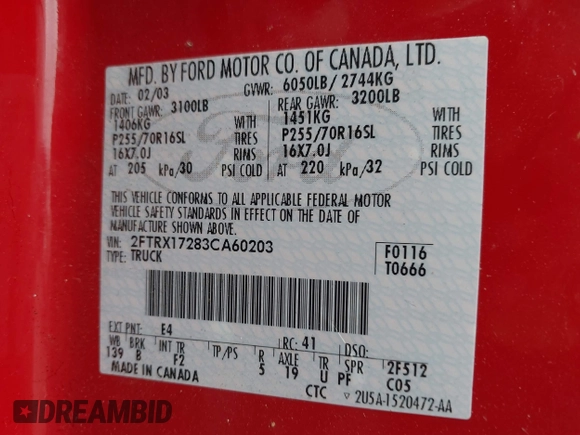 MFD. BY FORD MOTOR CO. OF CANADA, LTD.
DATE: 02/03 GVWR: 6050LB/ 2744KG
FRONT GAWR: 3100LB REAR GAWR: 3200LB
1406KG WITH 1451KG WITH
P255/70R16SL TIRES P255/70R16SL TIRES
16X7.0J RIMS 16X7.0J RIMS
AT 205 kPa/30 PSI COLD AT 220 kPa/32 PSI COLD
THIS VEHICLE CONFORMS TO ALL APPLICABLE FEDERAL MOTOR
VEHICLE SAFETY STANDARDS IN EFFECT ON THE DATE OF
MANUFACTURE SHOWN ABOVE.
VIN: 2FTRX17283CA60203 F0116
TYPE: TRUCK T0666
EXT PNT: E4 RC: 41 DSO:
WB BRK INT TR TP/PS R AXLE TR SPR 2F512
139 B F2 5 19 U PF C05
MADE IN CANADA CTC ▽ 2U5A-1520472-AA
Ford
DREAMBID